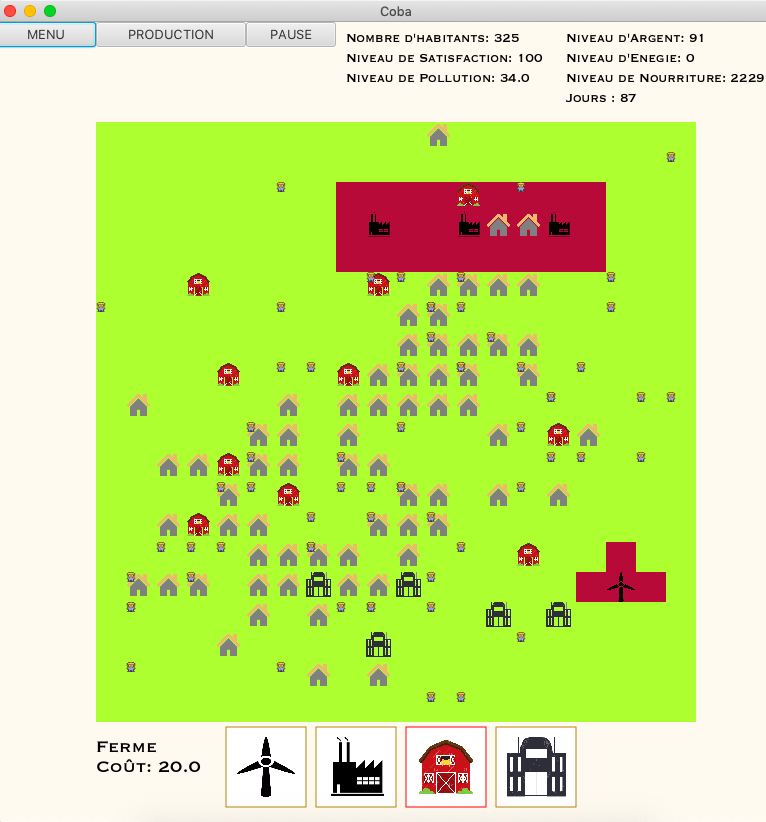 Coba
MENU
PRODUCTION
PAUSE
Nombre d'habitants: 325
Niveau de Satisfaction: 100
Niveau de Pollution: 34.0
Niveau d'Argent: 91
Niveau d'Enegie: 0
Niveau de Nourriture: 2229
Jours : 87
Ferme
Coût: 20.0